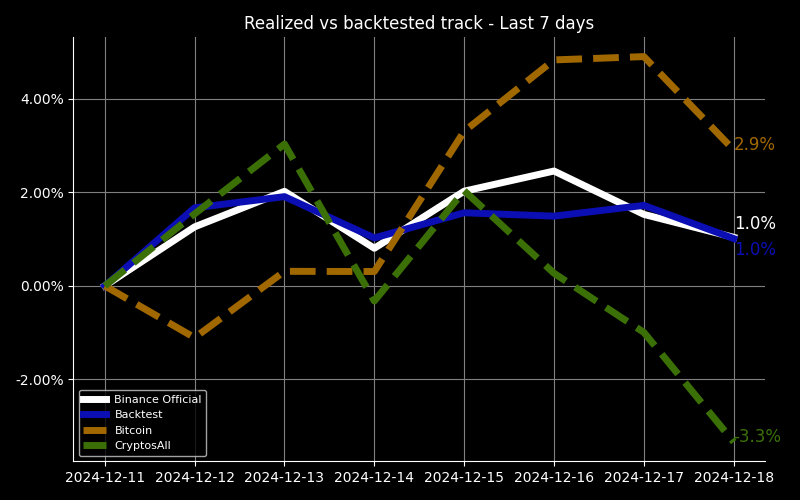 Realized vs backtested track - Last 7 days
4.00%
2.00%
0.00%
-2.00%
2.9%
1.0%
1.0%
-3.3%
Binance Official
Backtest
Bitcoin
CryptosAll
2024-12-11 2024-12-12 2024-12-13 2024-12-14 2024-12-15 2024-12-16 2024-12-17 2024-12-18